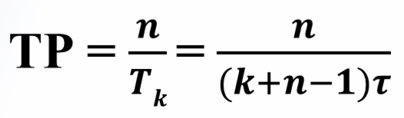 TP = n / T_k = n / (k+n−1)τ